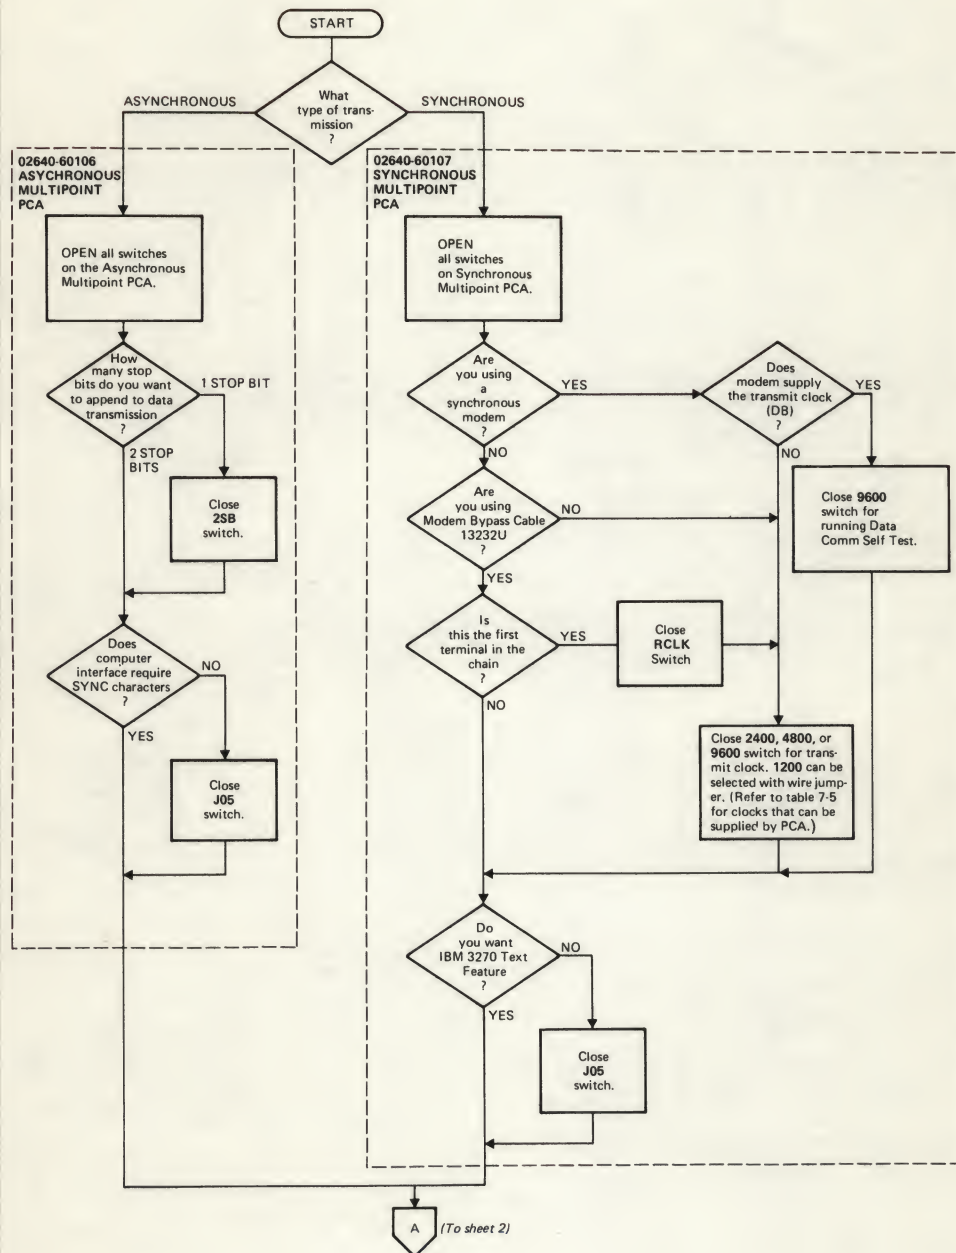 START
What
type of trans-
mission
?
ASYNCHRONOUS
SYNCHRONOUS
02640-60106
ASYCHRONOUS
MULTIPOINT
PCA
OPEN all switches
on the Asynchronous
Multipoint PCA.
How
many stop
bits do you want
to append to data
transmission
?
1 STOP BIT
2 STOP
BITS
Close
2SB
switch.
Does
computer
interface require
SYNC characters
?
NO
YES
Close
J05
switch.
02640-60107
SYNCHRONOUS
MULTIPOINT
PCA
OPEN
all switches
on Synchronous
Multipoint PCA.
Are
you using
a
synchronous
modem
?
YES
NO
Does
modem supply
the transmit clock
(DB)
?
YES
NO
Close 9600
switch for
running Data
Comm Self Test.
Are
you using
Modem Bypass Cable
13232U
?
NO
YES
Is
this the first
terminal in the
chain
?
YES
NO
Close
RCLK
Switch
Close 2400, 4800, or
9600 switch for trans-
mit clock. 1200 can be
selected with wire jump-
er. (Refer to table 7-5
for clocks that can be
supplied by PCA.)
Do
you want
IBM 3270 Text
Feature
?
NO
YES
Close
J05
switch.
A
(To sheet 2)